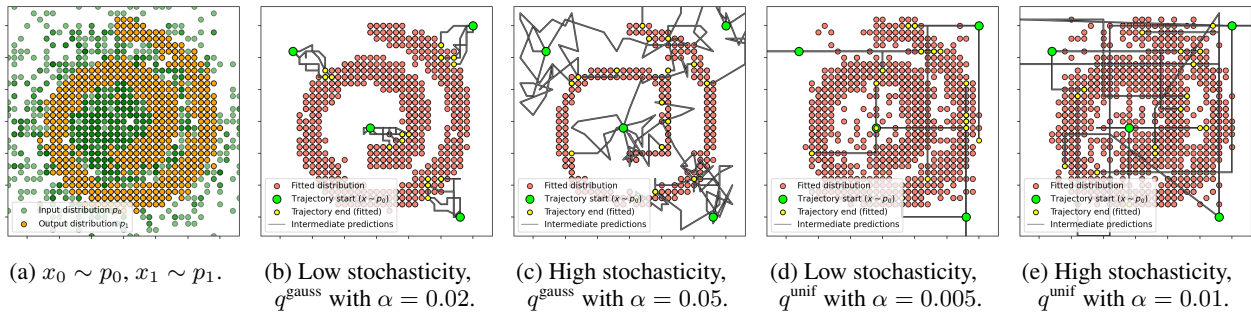 Input distribution p₀
Output distribution p₁
Fitted distribution
Trajectory start (x ~ p₀)
Trajectory end (fitted)
Intermediate predictions
Fitted distribution
Trajectory start (x ~ p₀)
Trajectory end (fitted)
Intermediate predictions
Fitted distribution
Trajectory start (x ~ p₀)
Trajectory end (fitted)
Intermediate predictions
Fitted distribution
Trajectory start (x ~ p₀)
Trajectory end (fitted)
Intermediate predictions
(a) x₀ ∼ p₀, x₁ ∼ p₁.
(b) Low stochasticity,
q^gauss with α = 0.02.
(c) High stochasticity,
q^gauss with α = 0.05.
(d) Low stochasticity,
q^unif with α = 0.005.
(e) High stochasticity,
q^unif with α = 0.01.